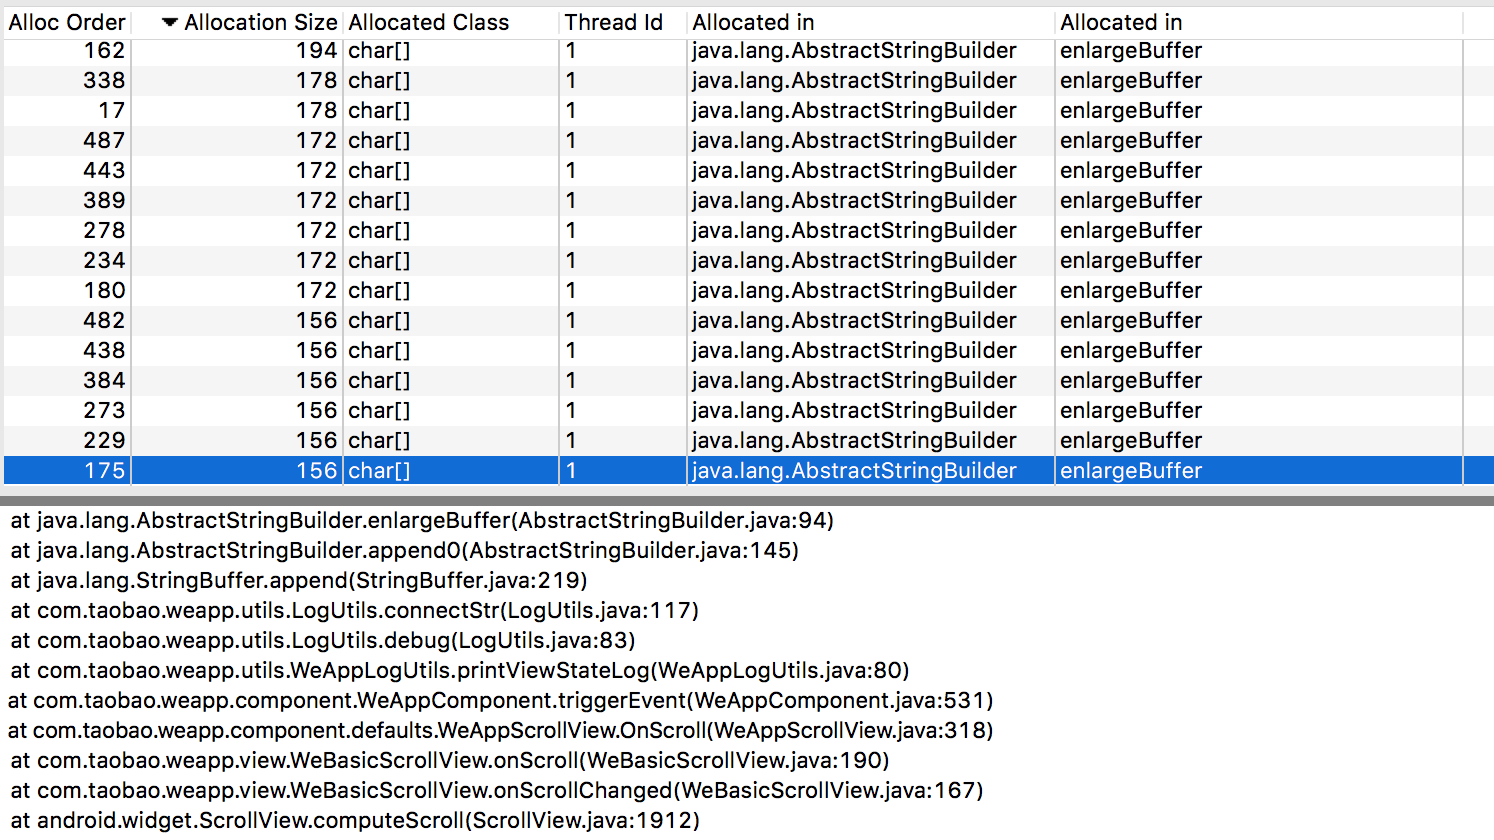 Alloc Order ▼ Allocation Size Allocated Class Thread Id Allocated in Allocated in
162 194 char[] 1 java.lang.AbstractStringBuilder enlargeBuffer
338 178 char[] 1 java.lang.AbstractStringBuilder enlargeBuffer
17 178 char[] 1 java.lang.AbstractStringBuilder enlargeBuffer
487 172 char[] 1 java.lang.AbstractStringBuilder enlargeBuffer
443 172 char[] 1 java.lang.AbstractStringBuilder enlargeBuffer
389 172 char[] 1 java.lang.AbstractStringBuilder enlargeBuffer
278 172 char[] 1 java.lang.AbstractStringBuilder enlargeBuffer
234 172 char[] 1 java.lang.AbstractStringBuilder enlargeBuffer
180 172 char[] 1 java.lang.AbstractStringBuilder enlargeBuffer
482 156 char[] 1 java.lang.AbstractStringBuilder enlargeBuffer
438 156 char[] 1 java.lang.AbstractStringBuilder enlargeBuffer
384 156 char[] 1 java.lang.AbstractStringBuilder enlargeBuffer
273 156 char[] 1 java.lang.AbstractStringBuilder enlargeBuffer
229 156 char[] 1 java.lang.AbstractStringBuilder enlargeBuffer
175 156 char[] 1 java.lang.AbstractStringBuilder enlargeBuffer
at java.lang.AbstractStringBuilder.enlargeBuffer(AbstractStringBuilder.java:94)
at java.lang.AbstractStringBuilder.append0(AbstractStringBuilder.java:145)
at java.lang.StringBuffer.append(StringBuffer.java:219)
at com.taobao.weapp.utils.LogUtils.connectStr(LogUtils.java:117)
at com.taobao.weapp.utils.LogUtils.debug(LogUtils.java:83)
at com.taobao.weapp.utils.WeAppLogUtils.printViewStateLog(WeAppLogUtils.java:80)
at com.taobao.weapp.component.WeAppComponent.triggerEvent(WeAppComponent.java:531)
at com.taobao.weapp.component.defaults.WeAppScrollView.OnScroll(WeAppScrollView.java:318)
at com.taobao.weapp.view.WeBasicScrollView.onScroll(WeBasicScrollView.java:190)
at com.taobao.weapp.view.WeBasicScrollView.onScrollChanged(WeBasicScrollView.java:167)
at android.widget.ScrollView.computeScroll(ScrollView.java:1912)